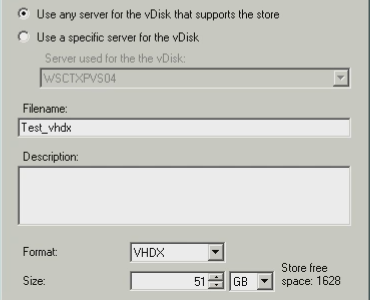 Use any server for the vDisk that supports the store
Use a specific server for the vDisk
Server used for the the vDisk:
WSCTXPVS04
Filename:
Test_vhdx
Description:
Format:
VHDX
Size:
51 GB
Store free
space: 1628